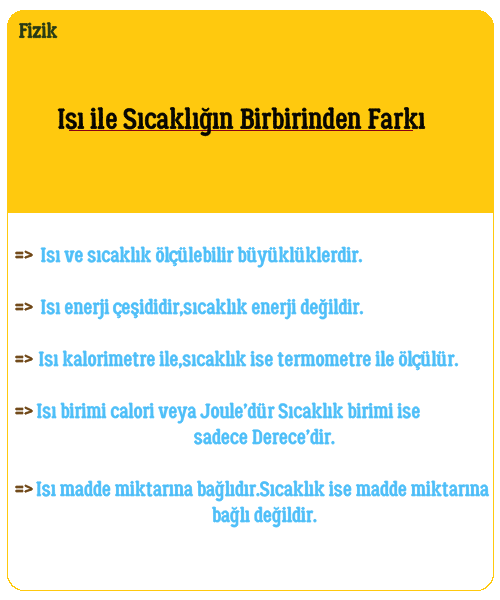 Fizik
Işı ile Sıcaklığın Birbirinden Farkı
=> Isı ve sıcaklık ölçülebilir büyüklüklerdir.
=> Isı enerji çeşididir,sıcaklık enerji değildir.
=> Isı kalorimetre ile,sıcaklık ise termometre ile ölçülür.
=> Isı birimi calori veya Joule’dür Sıcaklık birimi ise
sadece Derece’dir.
=> Isı madde miktarına bağlıdır.Sıcaklık ise madde miktarına
bağlı değildir.